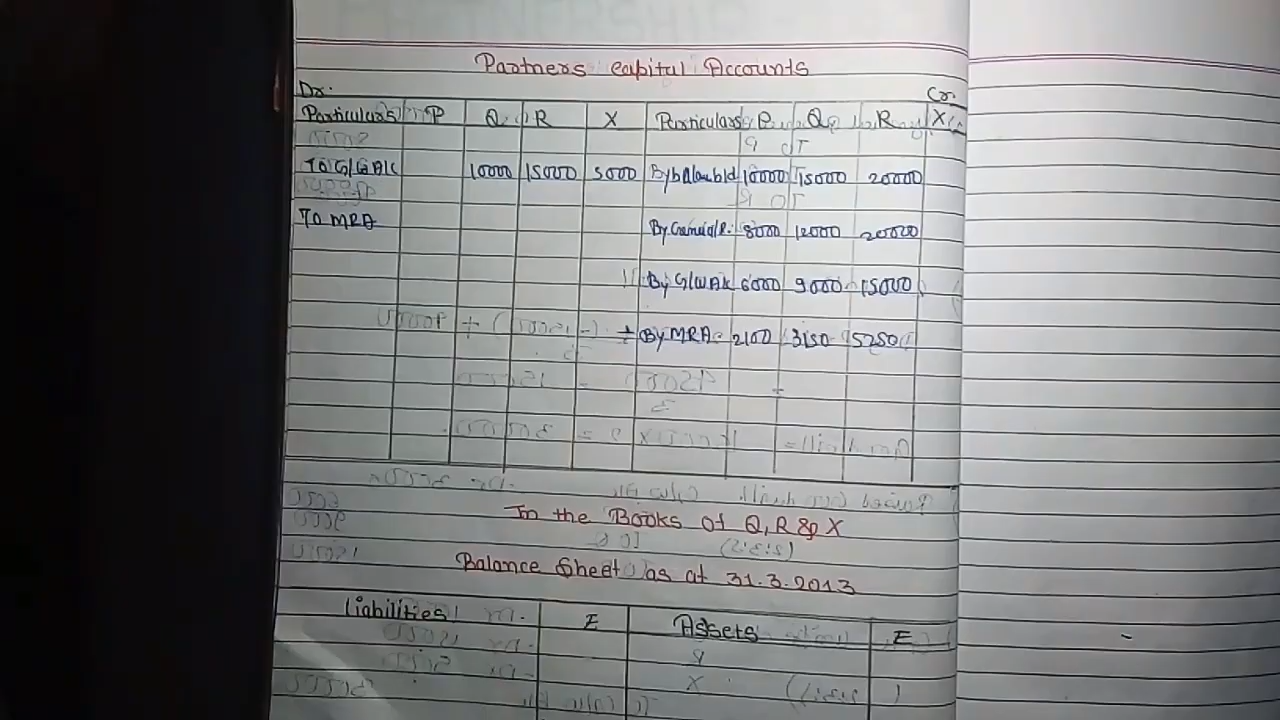 Partners Capital Accounts
Dr. Cr.
Particulars P Q R X Particulars P Q R X
To G/W A/c 10000 15000 5000 By balance b/d 10000 15000 20000
To MRA By General R. 8000 12000 20000
By G/W A/c 6000 9000 15000
By MRA 2100 3150 5250
In the Books of Q, R & X
Balance Sheet as at 31.3.2013
Liabilities E Assets E